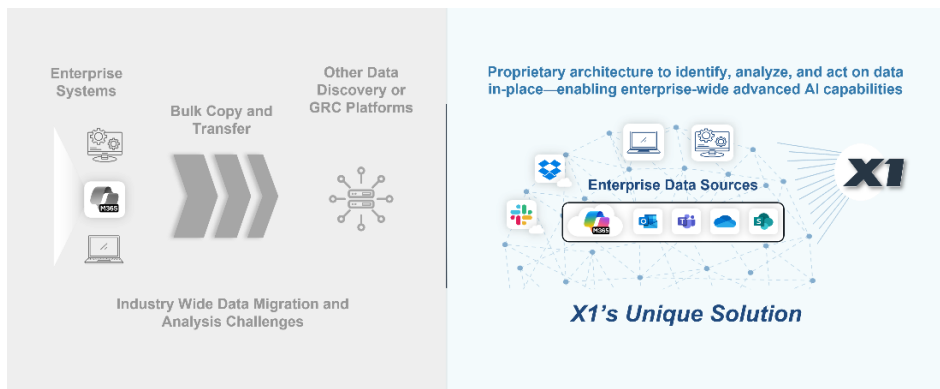 Enterprise
Systems
Bulk Copy and
Transfer
Other Data
Discovery or
GRC Platforms
M365
Industry Wide Data Migration and
Analysis Challenges
Proprietary architecture to identify, analyze, and act on data
in-place—enabling enterprise-wide advanced AI capabilities
X1
Enterprise Data Sources
M365
X1's Unique Solution